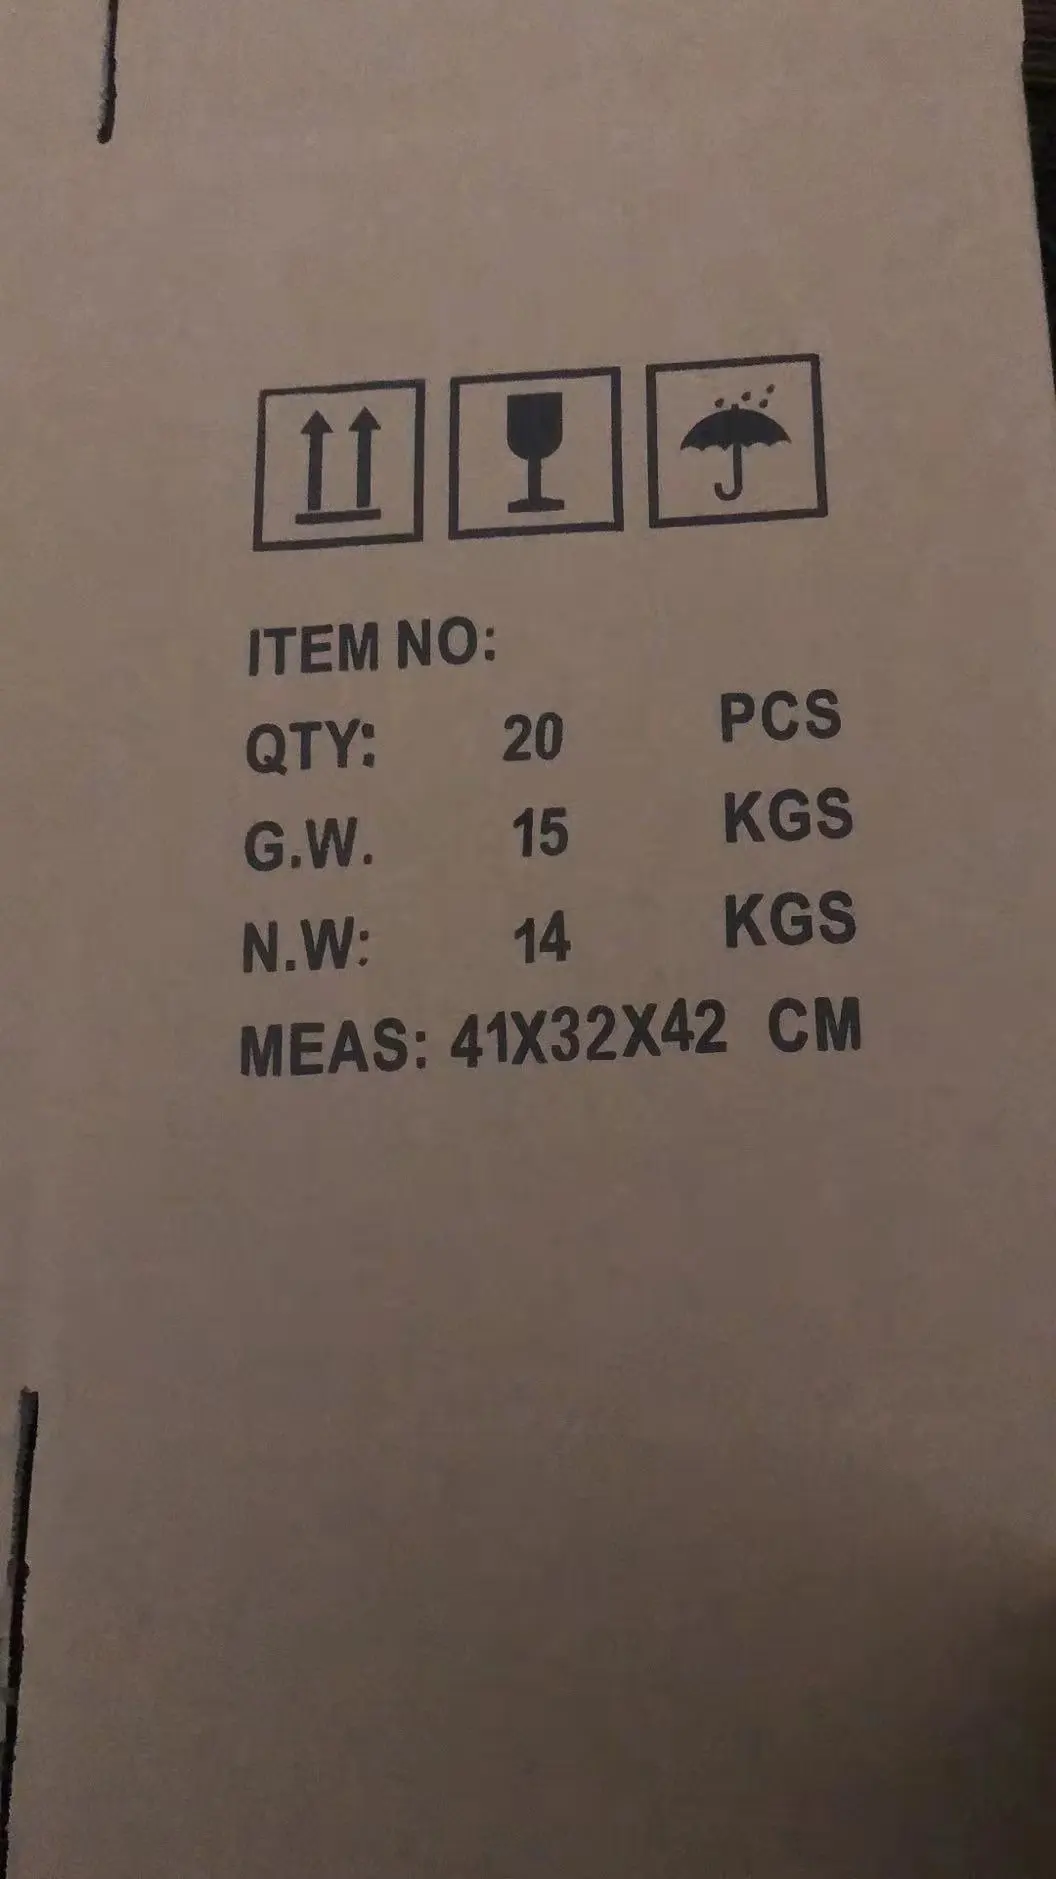 ITEM NO:
QTY: 20 PCS
G.W. 15 KGS
N.W: 14 KGS
MEAS: 41X32X42 CM